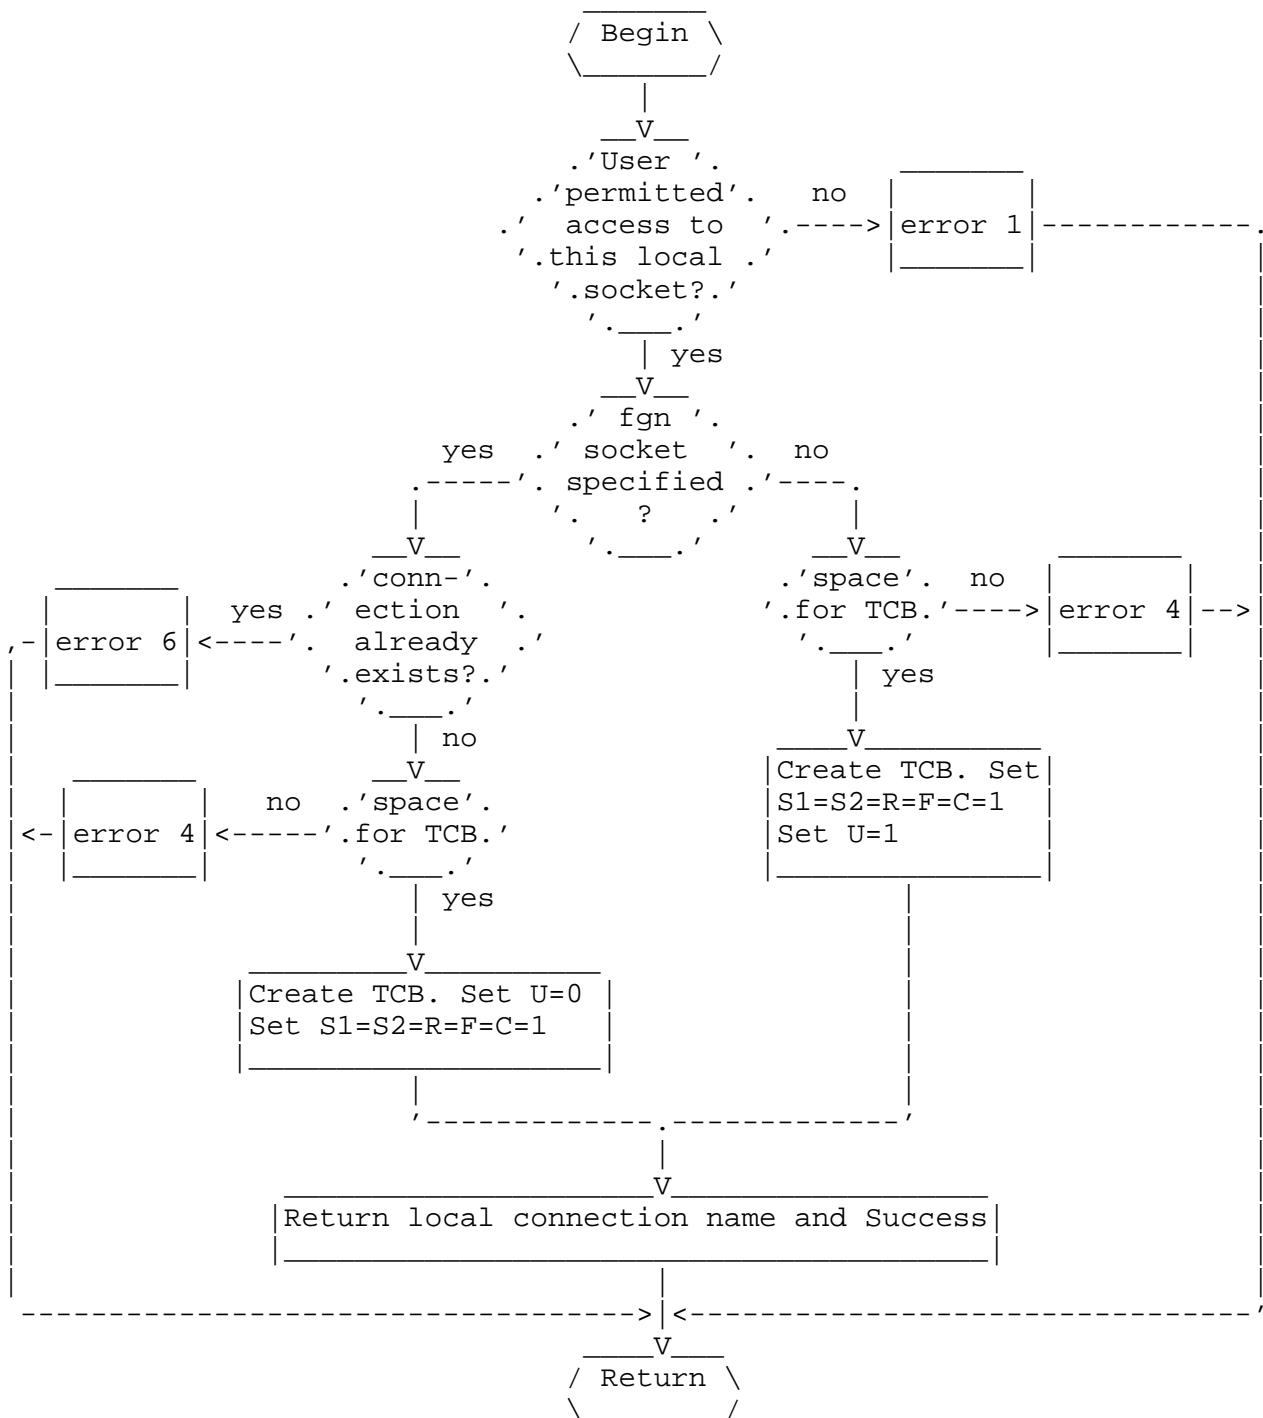 Begin
User
permitted no
access to error 1
this local
socket?
yes
fgn
yes socket no
specified
?
conn- space no
yes ection for TCB. error 4
error 6 already
exists? yes
no
Create TCB. Set
no space S1=S2=R=F=C=1
error 4 for TCB. Set U=1
yes
Create TCB. Set U=0
Set S1=S2=R=F=C=1
Return local connection name and Success
Return